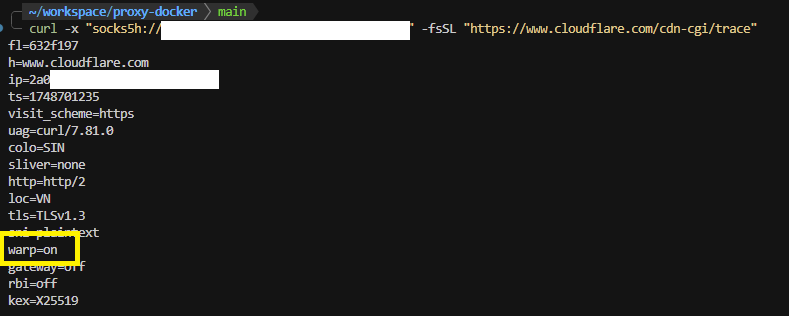 ~/workspace/proxy-docker main
curl -x "socks5h://" -fsSL "https://www.cloudflare.com/cdn-cgi/trace"
fl=632f197
h=www.cloudflare.com
ip=2a0
ts=1748701235
visit_scheme=https
uag=curl/7.81.0
colo=SIN
sliver=none
http=http/2
loc=VN
tls=TLSv1.3
sni=plaintext
warp=on
gateway=off
rbi=off
kex=X25519